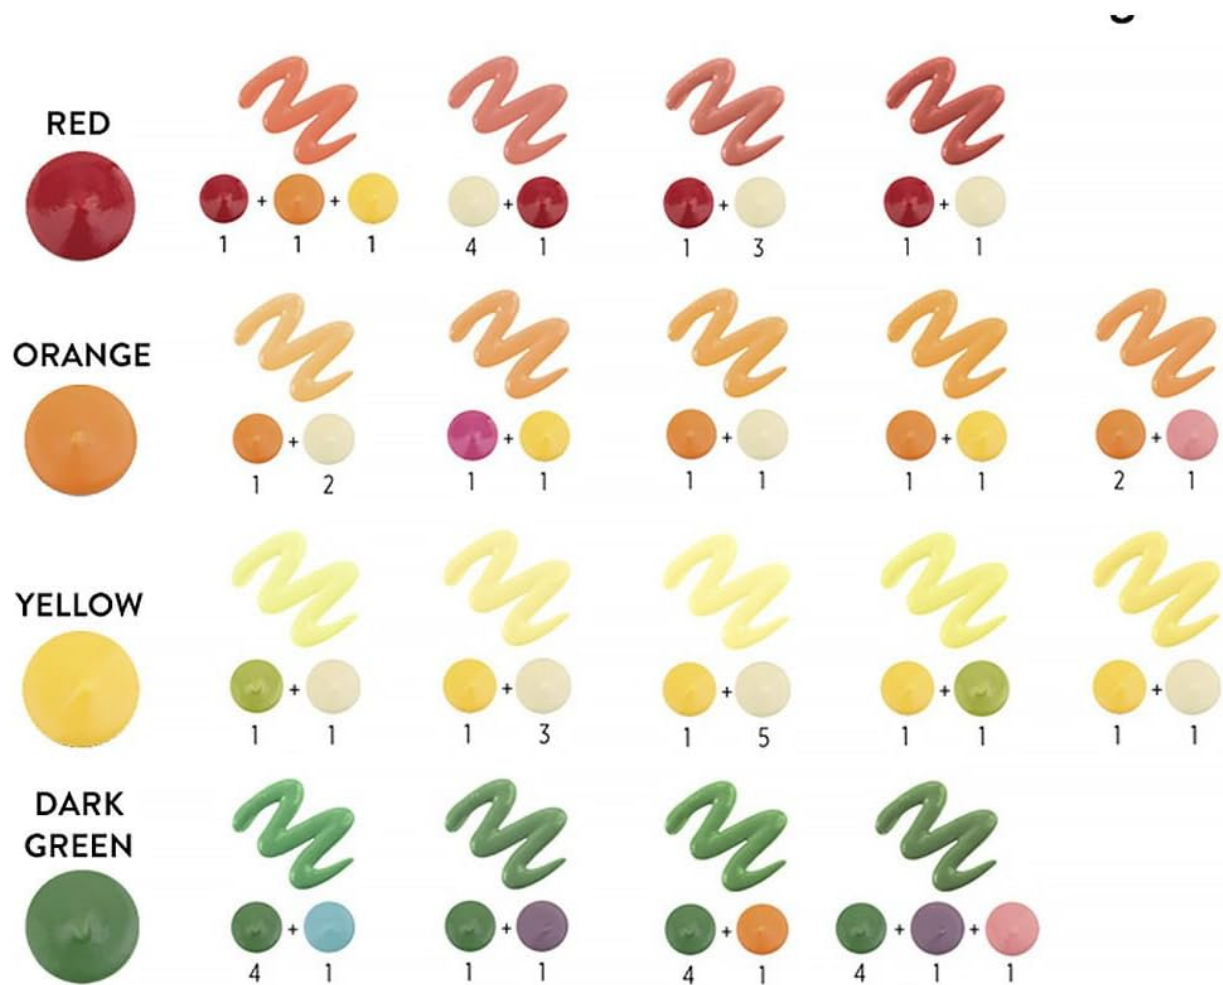 RED
+ + + + + +
1 1 1 4 1 1 3 1 1
ORANGE
+ + + + +
1 2 1 1 1 1 1 1 2 1
YELLOW
+ + + + +
1 1 1 3 1 5 1 1 1 1
DARK
GREEN
+ + + + +
4 1 1 1 4 1 4 1 1